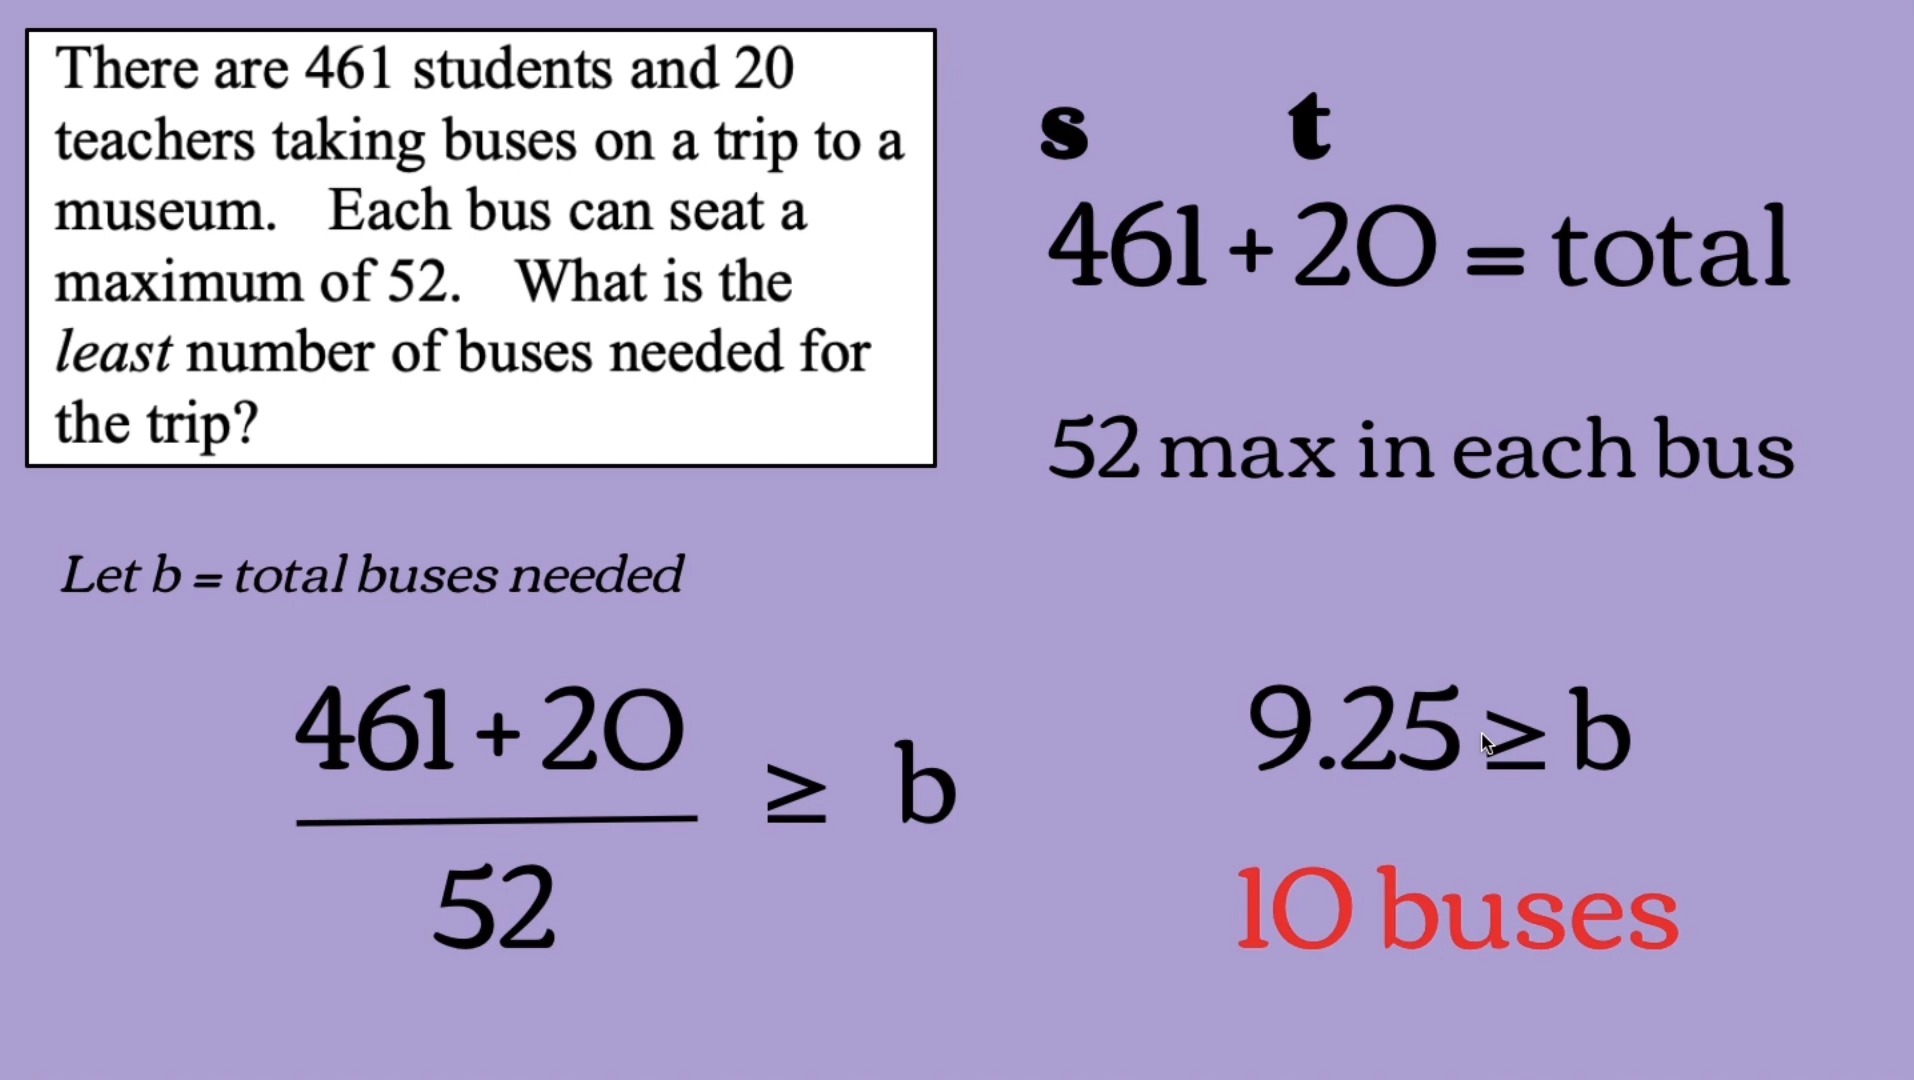 There are 461 students and 20
teachers taking buses on a trip to a
museum. Each bus can seat a
maximum of 52. What is the
least number of buses needed for
the trip?
s t
461 + 20 = total
52 max in each bus
Let b = total buses needed
461 + 20
≥ b
52
9.25 ≥ b
10 buses